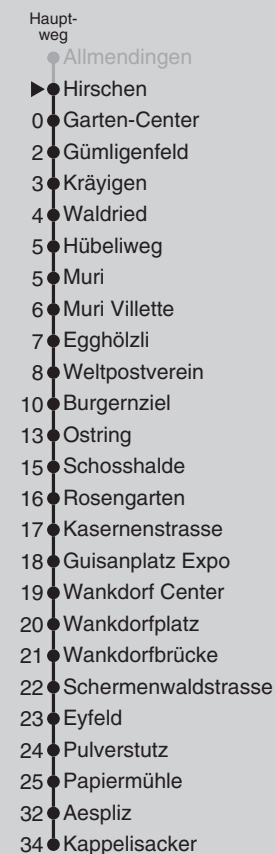 Haupt-
weg
Allmendingen
Hirschen
0 Garten-Center
2 Gümligenfeld
3 Kräyigen
4 Waldried
5 Hübeliweg
5 Muri
6 Muri Villette
7 Egghölzli
8 Weltpostverein
10 Burgernziel
13 Ostring
15 Schosshalde
16 Rosengarten
17 Kasernenstrasse
18 Guisanplatz Expo
19 Wankdorf Center
20 Wankdorfplatz
21 Wankdorfbrücke
22 Schermenwaldstrasse
23 Eyfeld
24 Pulverstutz
25 Papiermühle
32 Aespliz
34 Kappelisacker